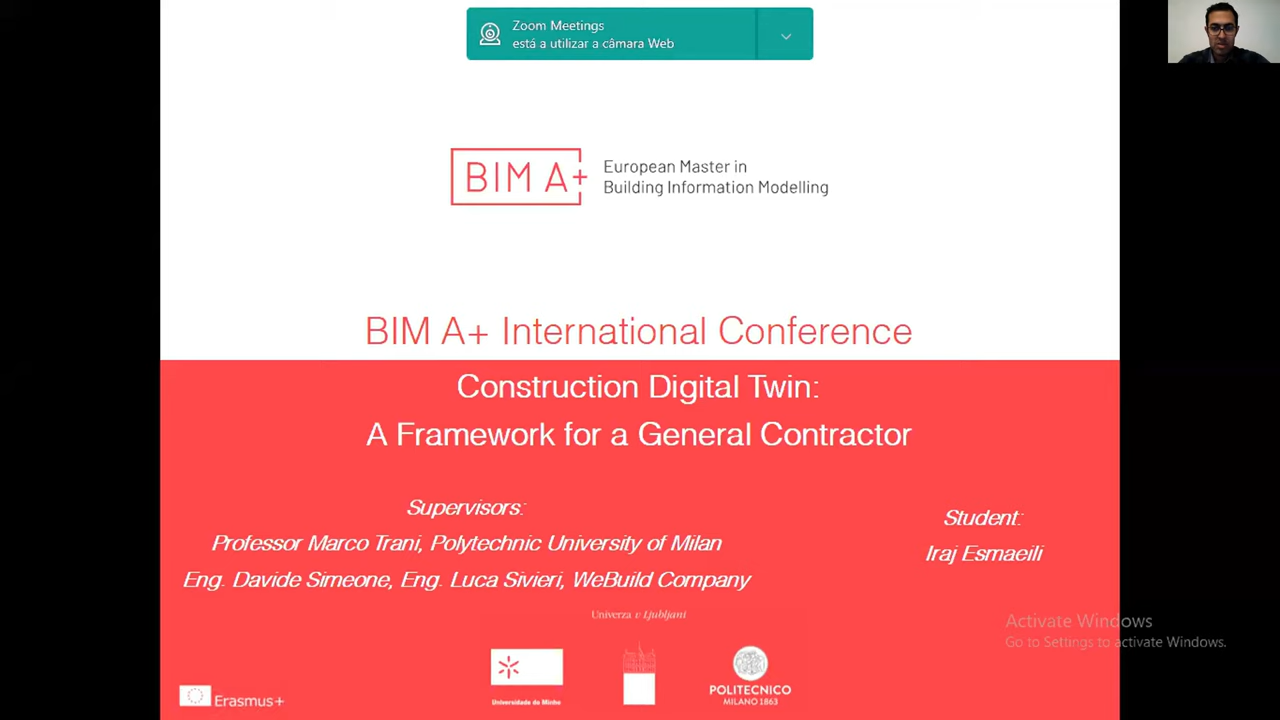 Zoom Meetings
está a utilizar a câmara Web
BIM A+
European Master in
Building Information Modelling
BIM A+ International Conference
Construction Digital Twin:
A Framework for a General Contractor
Supervisors:
Professor Marco Trani, Polytechnic University of Milan
Eng. Davide Simeone, Eng. Luca Sivieri, WeBuild Company
Student:
Iraj Esmaeili
Activate Windows
Go to Settings to activate Windows.
Univerza v Ljubljani
Erasmus+
Universidade do Minho
POLITECNICO
MILANO 1863